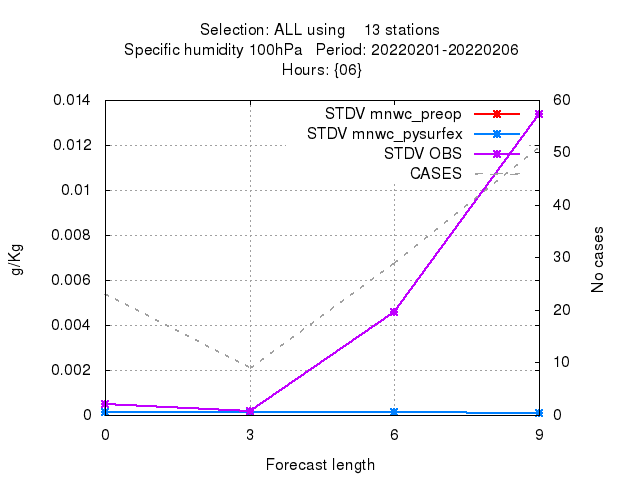 Selection: ALL using 13 stations
Specific humidity 100hPa Period: 20220201-20220206
Hours: {06}
STDV mnwc_preop
STDV mnwc_pysurfex
STDV OBS
CASES
0.014
0.012
0.01
0.008
0.006
0.004
0.002
0
g/Kg
60
50
40
30
20
10
0
No cases
0 3 6 9
Forecast length